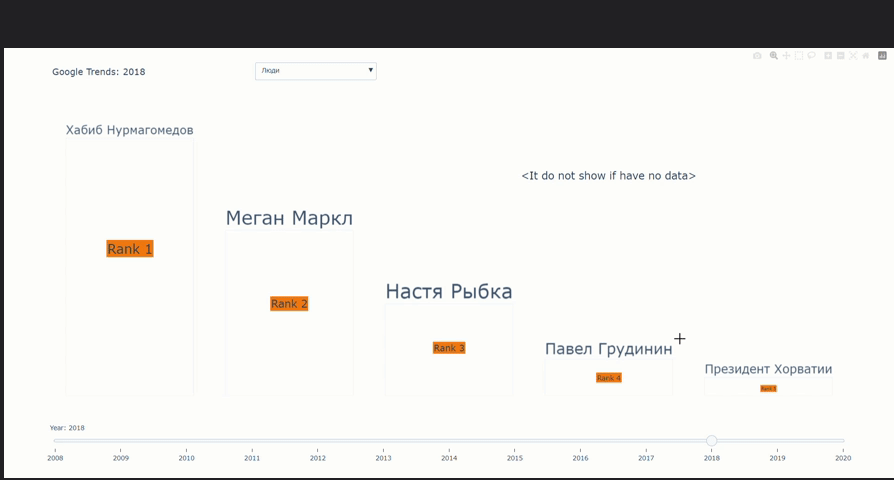 Google Trends: 2018
Люди
Хабиб Нурмагомедов
<It do not show if have no data>
Меган Маркл
Rank 1
Настя Рыбка
Rank 2
Павел Грудинин
Rank 3
Президент Хорватии
Rank 4
Rank 5
Year: 2018
2008 2009 2010 2011 2012 2013 2014 2015 2016 2017 2018 2019 2020